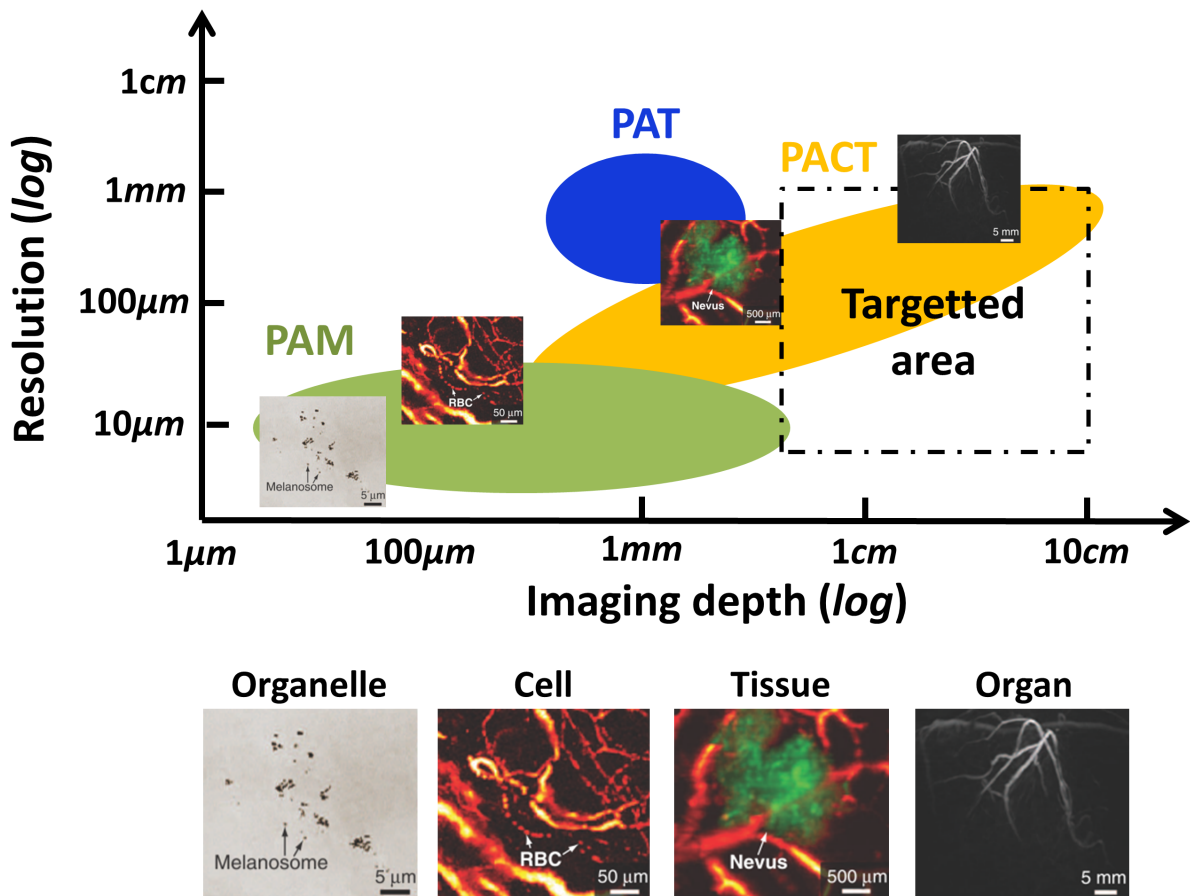 1cm
PAT
PACT
1mm
5 mm
Resolution (log)
Nevus
500 µm
100µm
Targetted
area
PAM
RBC
50 µm
10µm
Melanosome
5 µm
1µm
100µm
1mm
1cm
10cm
Imaging depth (log)
Organelle
Cell
Tissue
Organ
Melanosome
5 µm
RBC
50 µm
Nevus
500 µm
5 mm